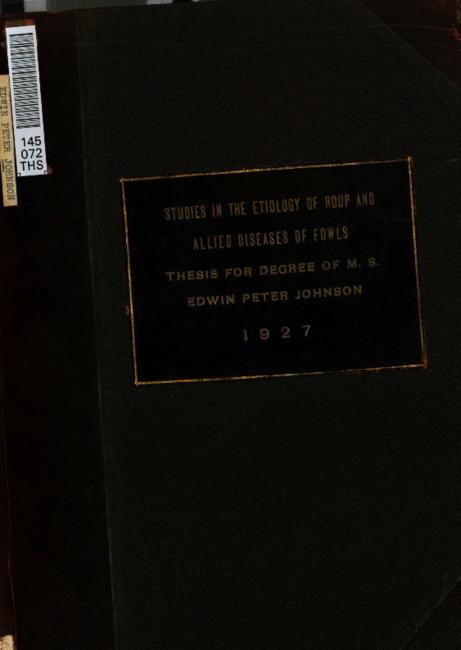 145
072
THS
EDWIN PETER JOHNSON
STUDIES IN THE ETIOLOGY OF ROUP AND
ALLIED DISEASES OF FOWLS
THESIS FOR DEGREE OF M. S.
EDWIN PETER JOHNSON
1927